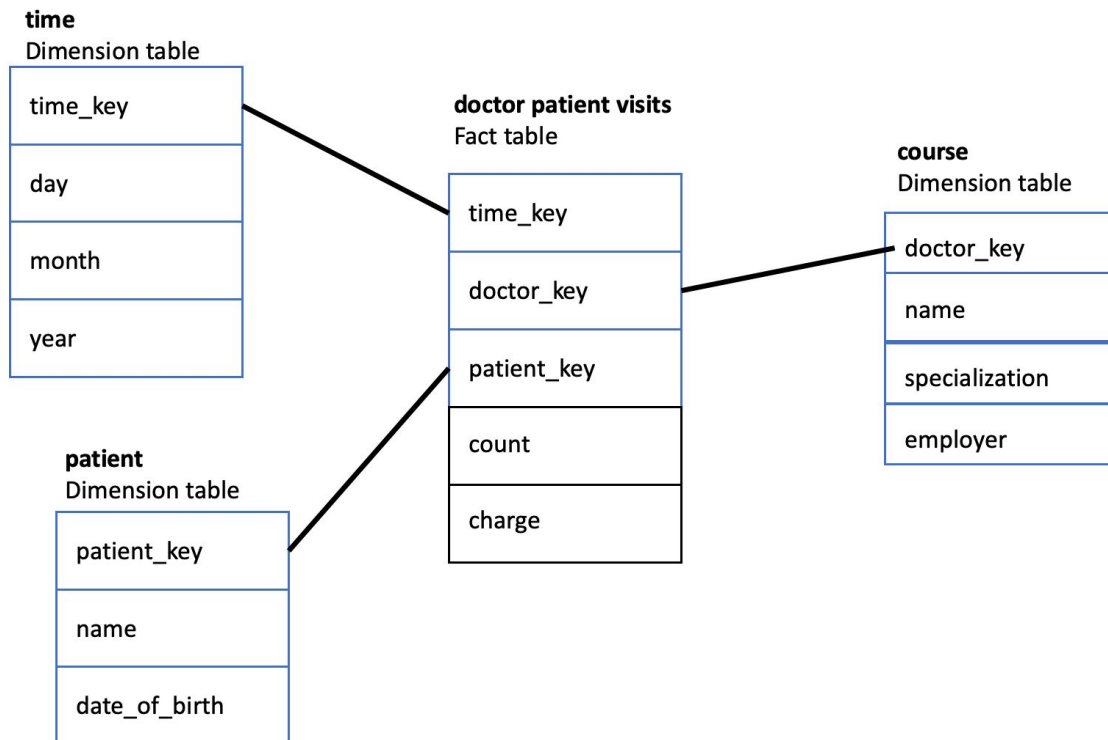 time
Dimension table
time_key
day
month
year
doctor patient visits
Fact table
time_key
doctor_key
patient_key
count
charge
course
Dimension table
doctor_key
name
specialization
employer
patient
Dimension table
patient_key
name
date_of_birth